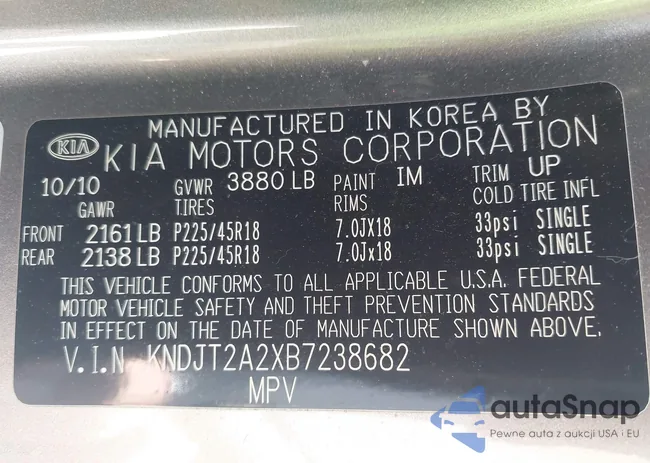 MANUFACTURED IN KOREA BY
KIA KIA MOTORS CORPORATION
10/10 GVWR 3880 LB PAINT IM TRIM UP
GAWR TIRES RIMS COLD TIRE INFL
FRONT 2161 LB P225/45R18 7.0JX18 33psi SINGLE
REAR 2138 LB P225/45R18 7.0Jx18 33psi SINGLE
THIS VEHICLE CONFORMS TO ALL APPLICABLE U.S.A. FEDERAL
MOTOR VEHICLE SAFETY AND THEFT PREVENTION STANDARDS
IN EFFECT ON THE DATE OF MANUFACTURE SHOWN ABOVE.
V.I.N KNDJT2A2XB7238682
MPV
autaSnap
Pewne auta z aukcji USA i EU